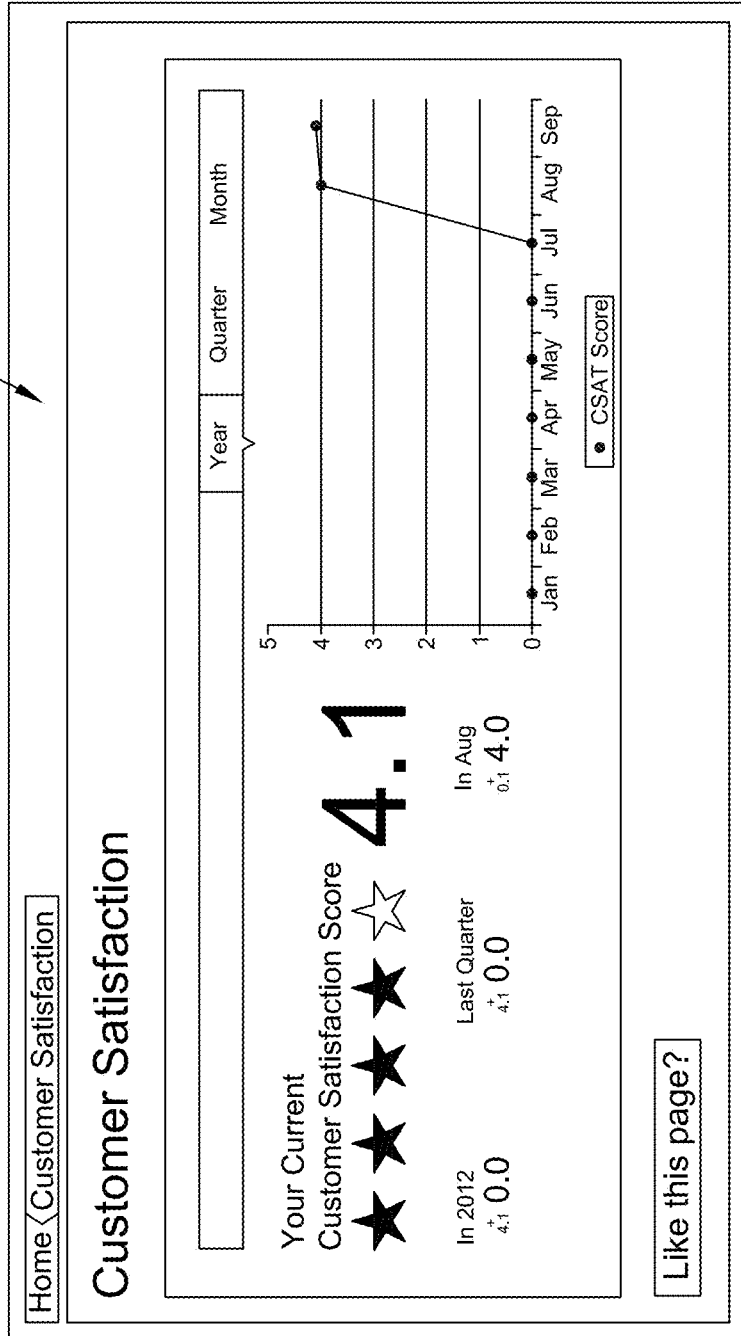 Home Customer Satisfaction
Customer Satisfaction
Year Quarter Month
Your Current
Customer Satisfaction Score
4.1
In 2012
+
4.1 0.0
Last Quarter
+
4.1 0.0
In Aug
+
0.1 4.0
5
4
3
2
1
0
Jan Feb Mar Apr May Jun Jul Aug Sep
CSAT Score
Like this page?